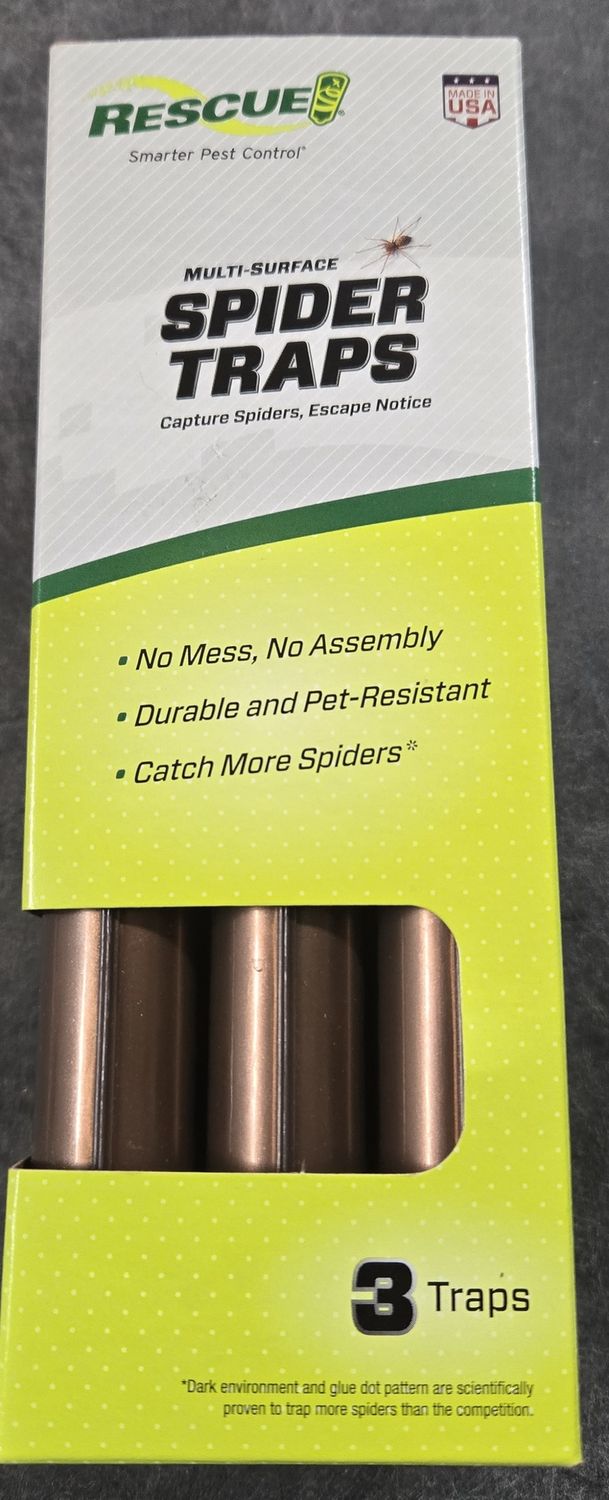 RESCUE!®
Smarter Pest Control®
MADE IN
USA
MULTI-SURFACE
SPIDER
TRAPS
Capture Spiders, Escape Notice
• No Mess, No Assembly
• Durable and Pet-Resistant
• Catch More Spiders*
3 Traps
*Dark environment and glue dot pattern are scientifically
proven to trap more spiders than the competition.